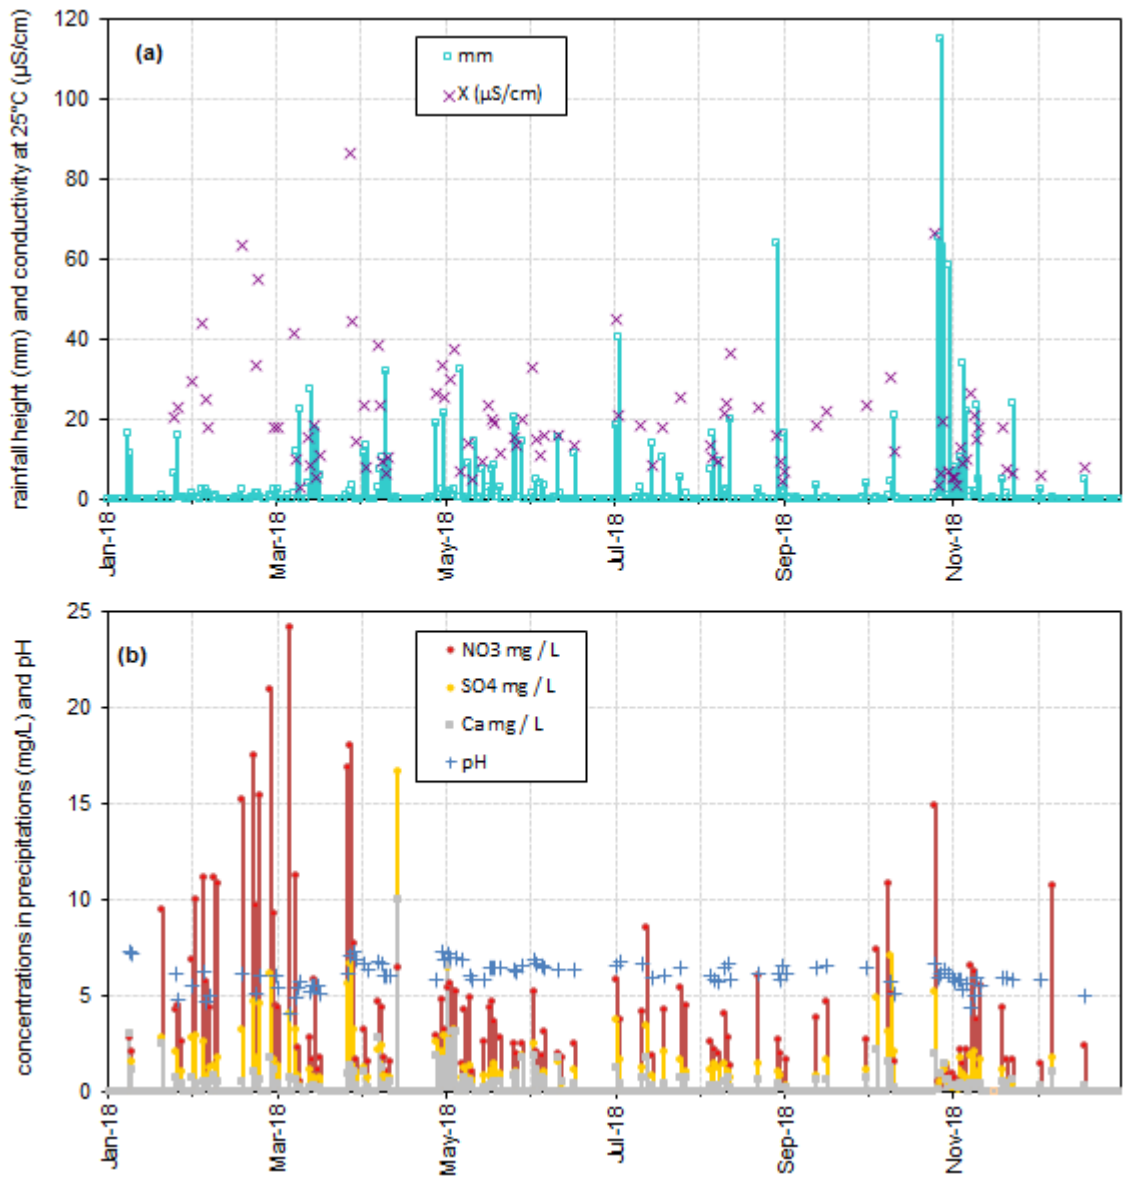 rainfall height (mm) and conductivity at 25ºC (µS/cm)
120
100
80
60
40
20
0
(a)
mm
X (µS/cm)
Jan-18
Mar-18
May-18
Jul-18
Sep-18
Nov-18
concentrations in precipitations (mg/L) and pH
25
20
15
10
5
0
(b)
NO3 mg / L
SO4 mg / L
Ca mg / L
pH
Jan-18
Mar-18
May-18
Jul-18
Sep-18
Nov-18